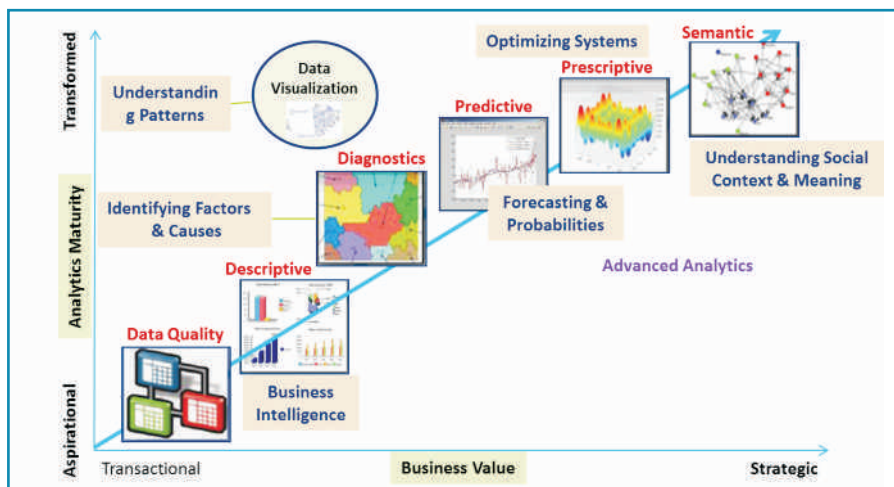 Transformed
Analytics Maturity
Aspirational
Understandin
g Patterns
Data
Visualization
Optimizing Systems
Semantic
Prescriptive
Predictive
Understanding Social
Context & Meaning
Diagnostics
Identifying Factors
& Causes
Forecasting &
Probabilities
Descriptive
Advanced Analytics
Data Quality
Business
Intelligence
Transactional
Business Value
Strategic